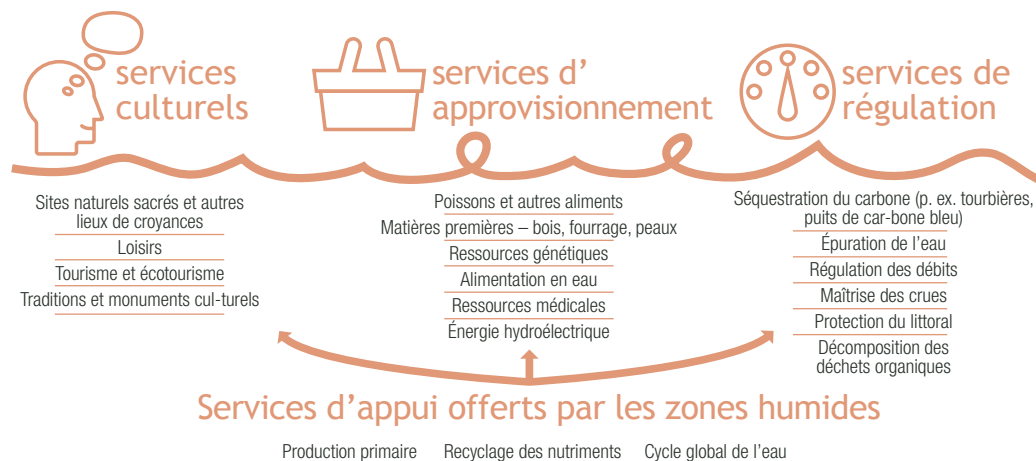 services
culturels
Sites naturels sacrés et autres
lieux de croyances
Loisirs
Tourisme et écotourisme
Traditions et monuments cul-turels
services d’
approvisionnement
Poissons et autres aliments
Matières premières – bois, fourrage, peaux
Ressources génétiques
Alimentation en eau
Ressources médicales
Énergie hydroélectrique
services de
régulation
Séquestration du carbone (p. ex. tourbières,
puits de car-bone bleu)
Épuration de l’eau
Régulation des débits
Maîtrise des crues
Protection du littoral
Décomposition des
déchets organiques
Services d’appui offerts par les zones humides
Production primaire Recyclage des nutriments Cycle global de l’eau